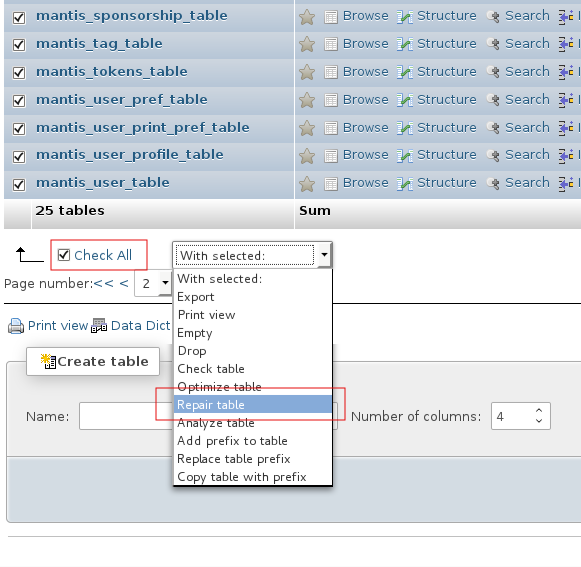 mantis_sponsorship_table Browse Structure Search
mantis_tag_table Browse Structure Search
mantis_tokens_table Browse Structure Search
mantis_user_pref_table Browse Structure Search
mantis_user_print_pref_table Browse Structure Search
mantis_user_profile_table Browse Structure Search
mantis_user_table Browse Structure Search
25 tables Sum
Check All With selected:
Page number: << < 2
With selected:
Export
Print view
Empty
Drop
Check table
Optimize table
Repair table
Analyze table
Add prefix to table
Replace table prefix
Copy table with prefix
Print view Data Dict
Create table
Name: Number of columns: 4